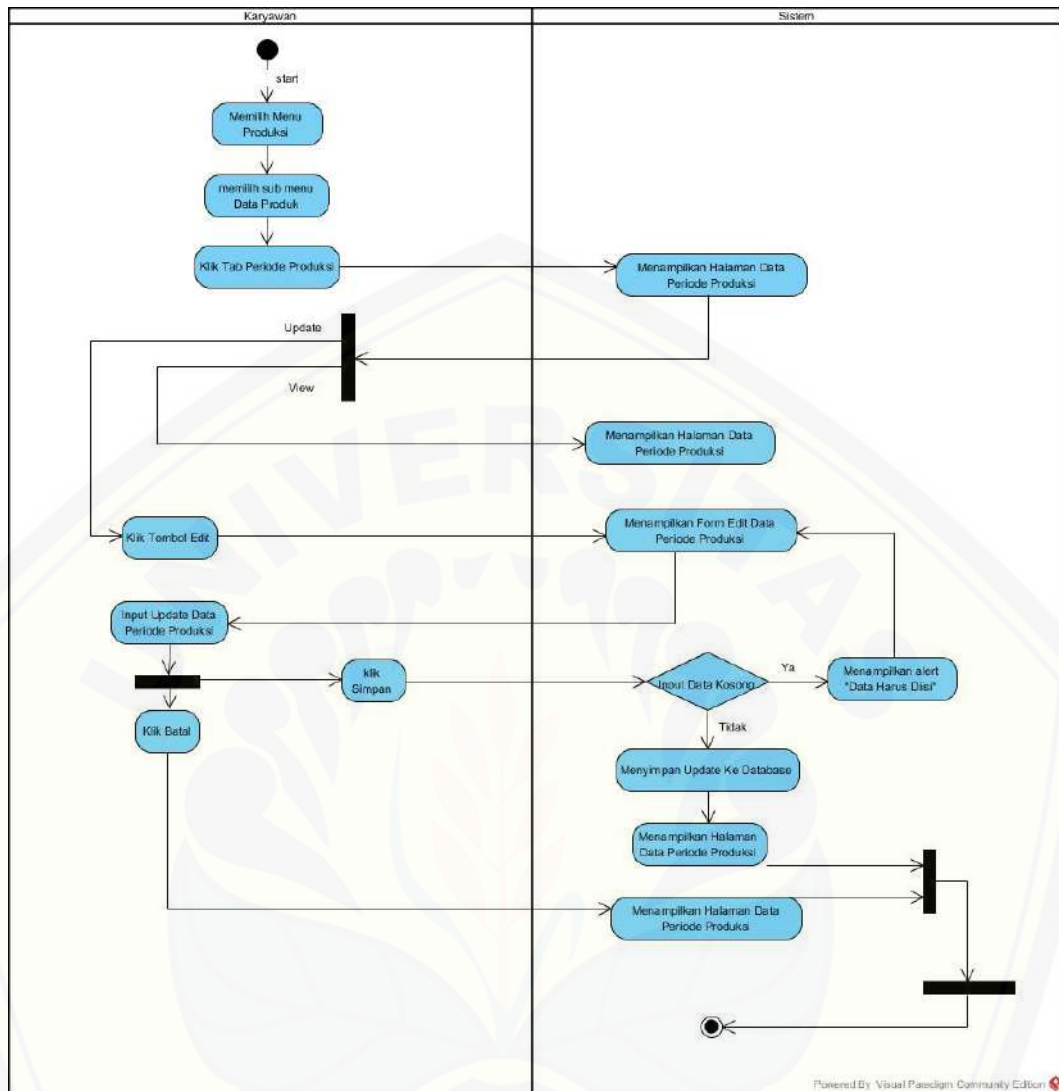 Karyawan
Sistem
start
Memilih Menu
Produksi
memilih sub menu
Data Produk
Klik Tab Periode Produksi
Menampilkan Halaman Data
Periode Produksi
Update
View
Menampilkan Halaman Data
Periode Produksi
Klik Tombol Edit
Menampilkan Form Edit Data
Periode Produksi
Input Update Data
Periode Produksi
klik
Simpan
Input Data Kosong
Ya
Menampilkan alert
"Data Harus Diisi"
Klik Batal
Tidak
Menyimpan Update Ke Database
Menampilkan Halaman
Data Periode Produksi
Menampilkan Halaman Data
Periode Produksi
UNIVERSITAS
Powered By Visual Paradigm Community Edition